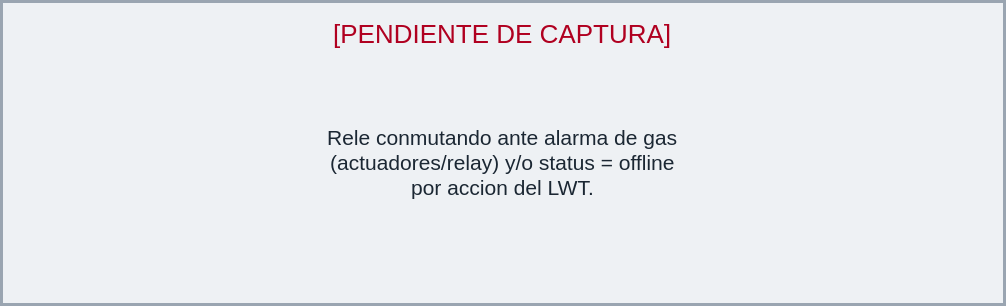 [PENDIENTE DE CAPTURA]
Rele conmutando ante alarma de gas
(actuadores/relay) y/o status = offline
por accion del LWT.